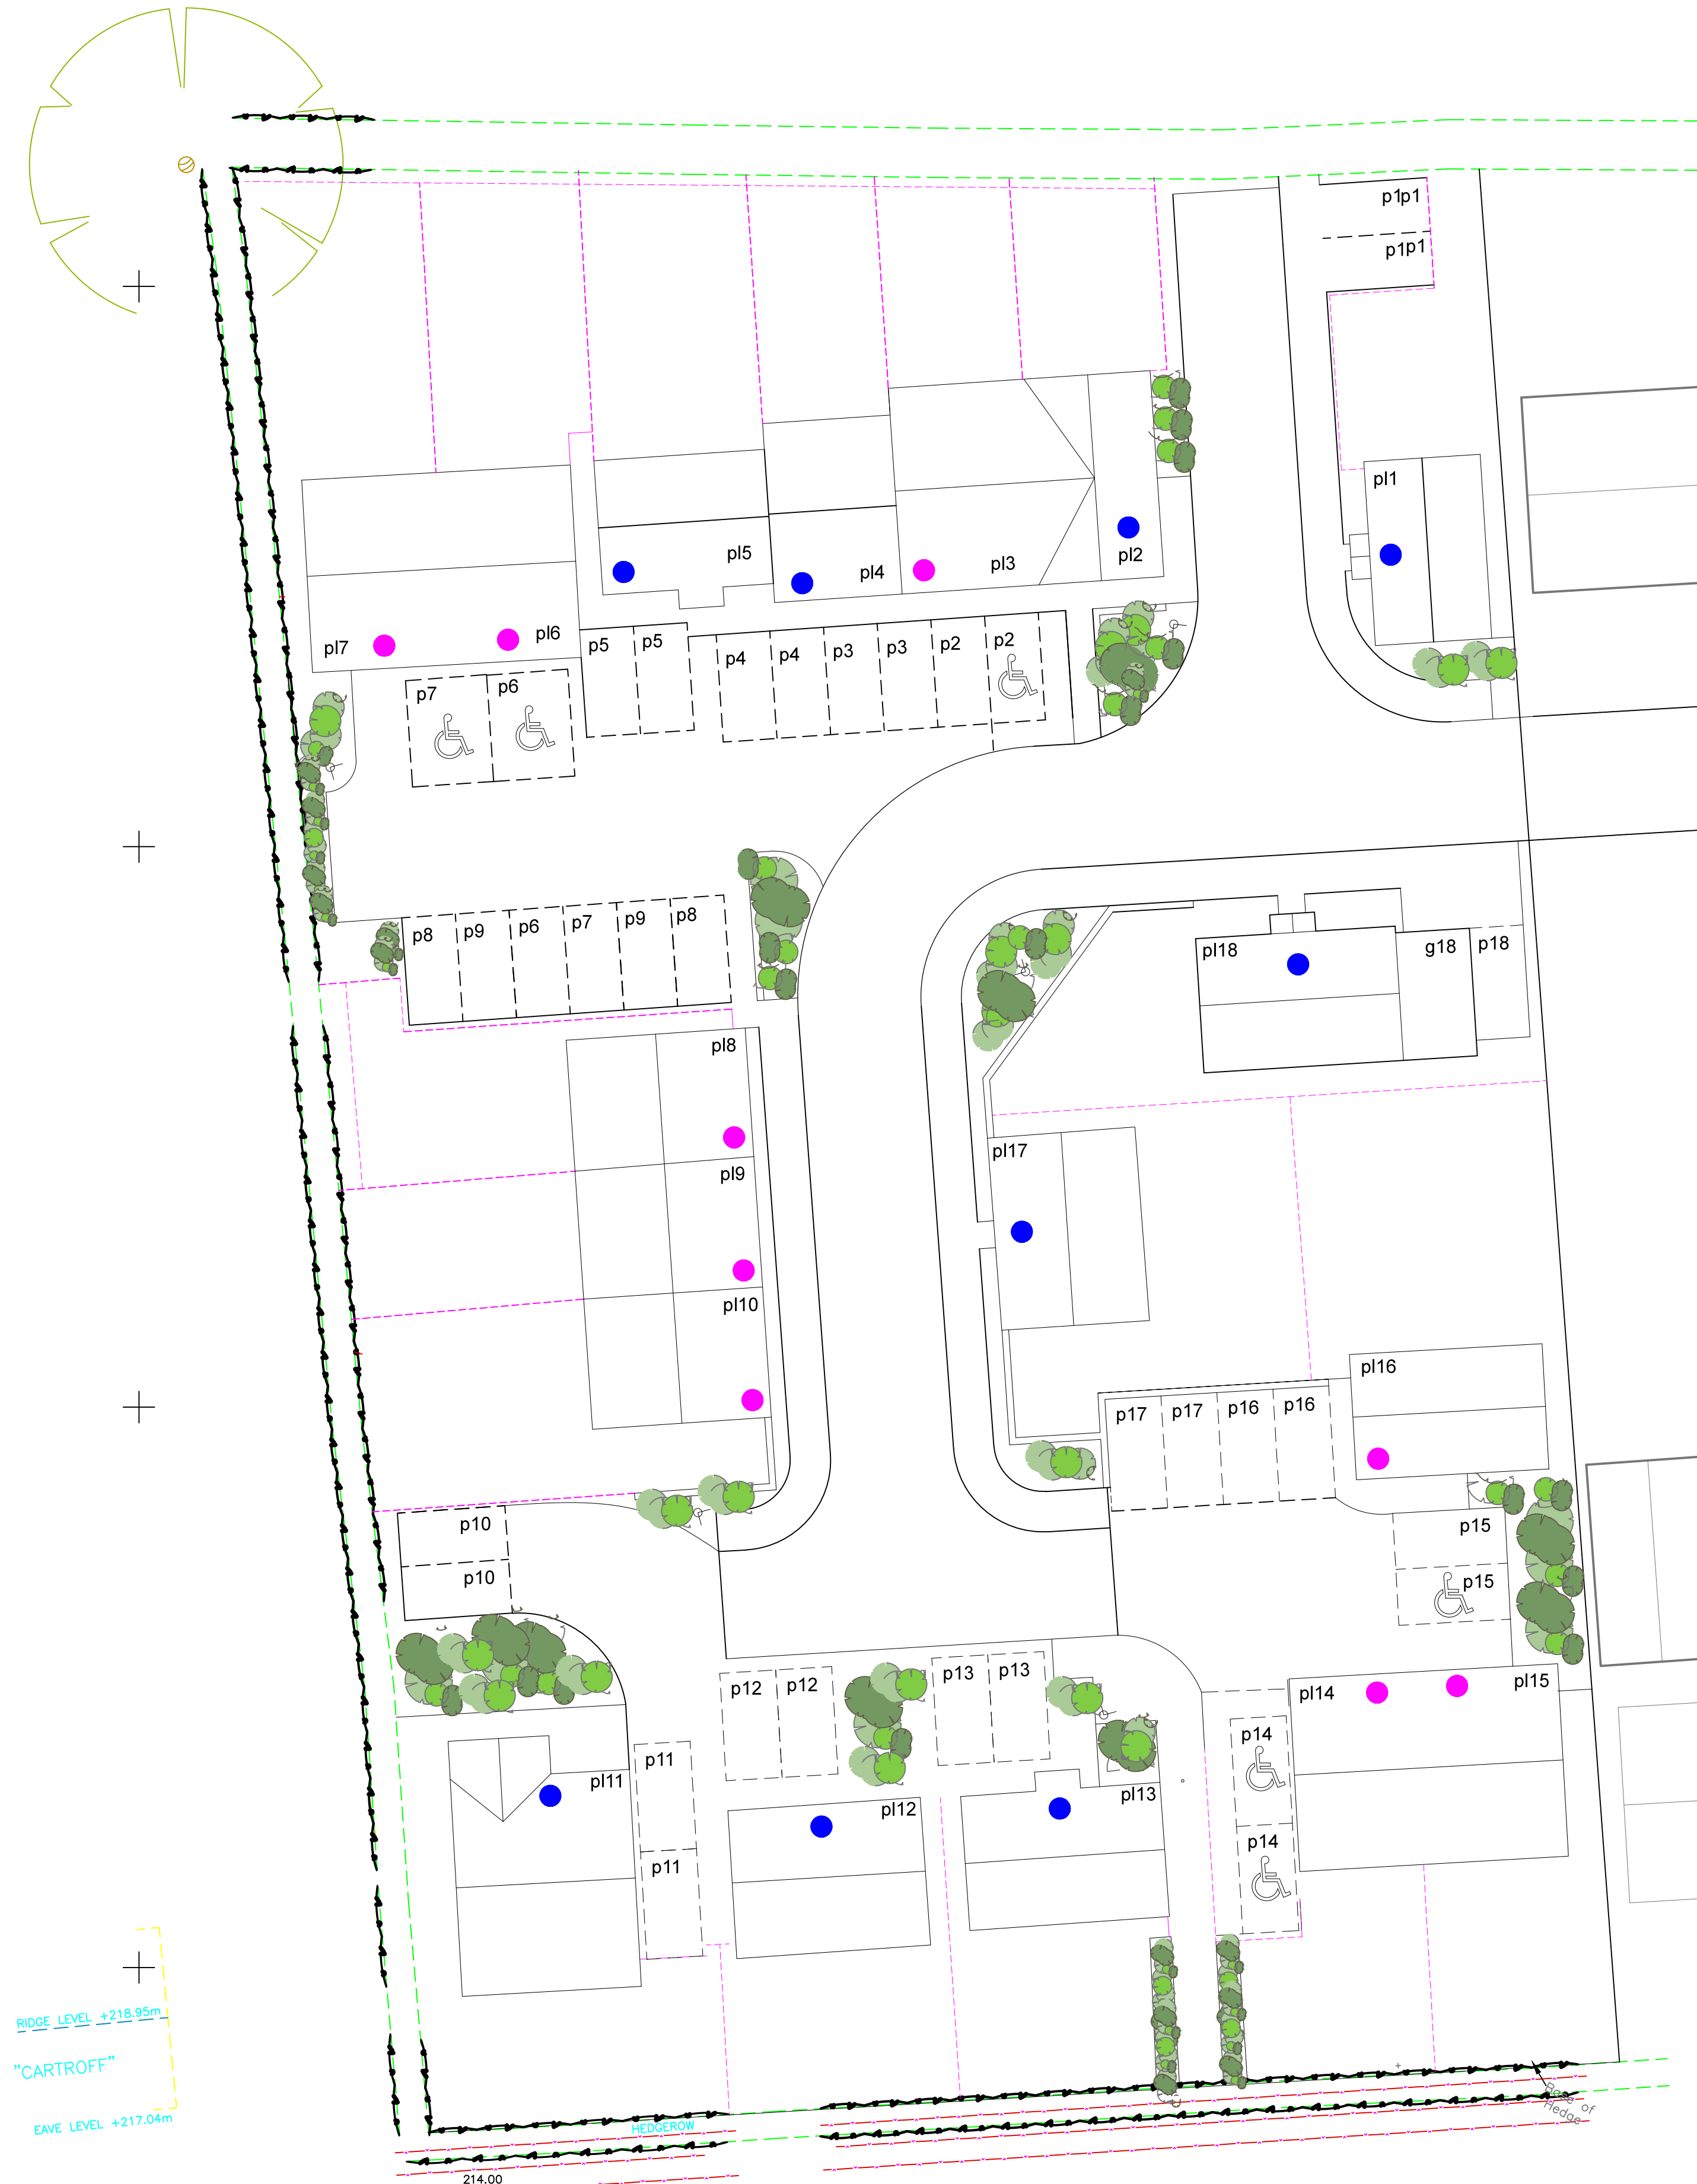 p1p1
p1p1
pl1
pl5
pl4
pl3
pl2
pl7
pl6
p5
p5
p4
p4
p3
p3
p2
p2
p7
p6
p8
p9
p6
p7
p9
p8
pl18
g18
p18
pl8
pl17
pl9
pl10
pl16
p17
p17
p16
p16
p10
p10
p15
p15
p12
p12
p13
p13
pl14
pl15
p11
p14
pl11
pl12
pl13
p11
p14
RIDGE LEVEL +218.95m
"CARTROFF"
EAVE LEVEL +217.04m
HEDGEROW
Base of
Hedge
214.00